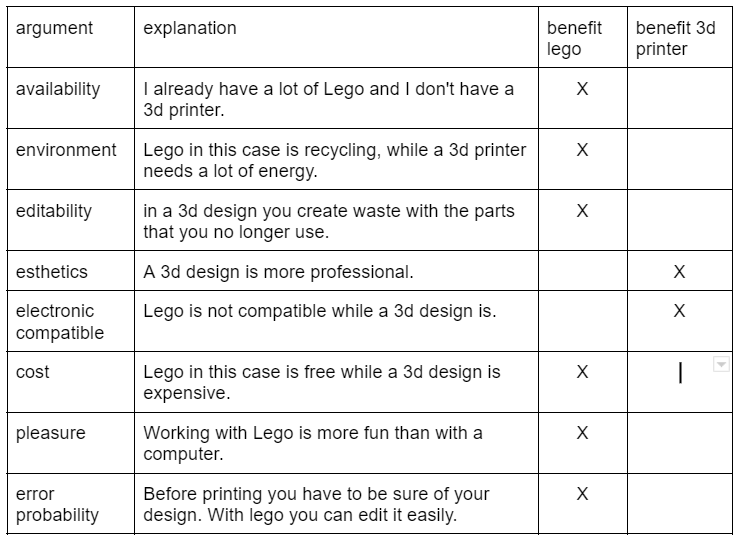 argument explanation benefit lego benefit 3d printer
availability I already have a lot of Lego and I don't have a 3d printer. X
environment Lego in this case is recycling, while a 3d printer needs a lot of energy. X
editability in a 3d design you create waste with the parts that you no longer use. X
esthetics A 3d design is more professional. X
electronic compatible Lego is not compatible while a 3d design is. X
cost Lego in this case is free while a 3d design is expensive. X
pleasure Working with Lego is more fun than with a computer. X
error probability Before printing you have to be sure of your design. With lego you can edit it easily. X